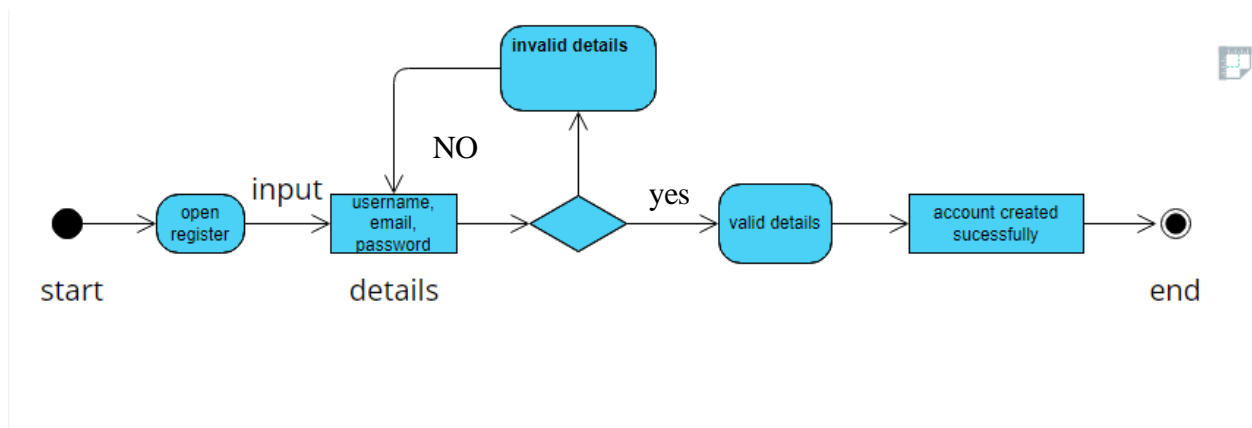 invalid details
NO
input
yes
open
register
username,
email,
password
valid details
account created
sucessfully
start
details
end